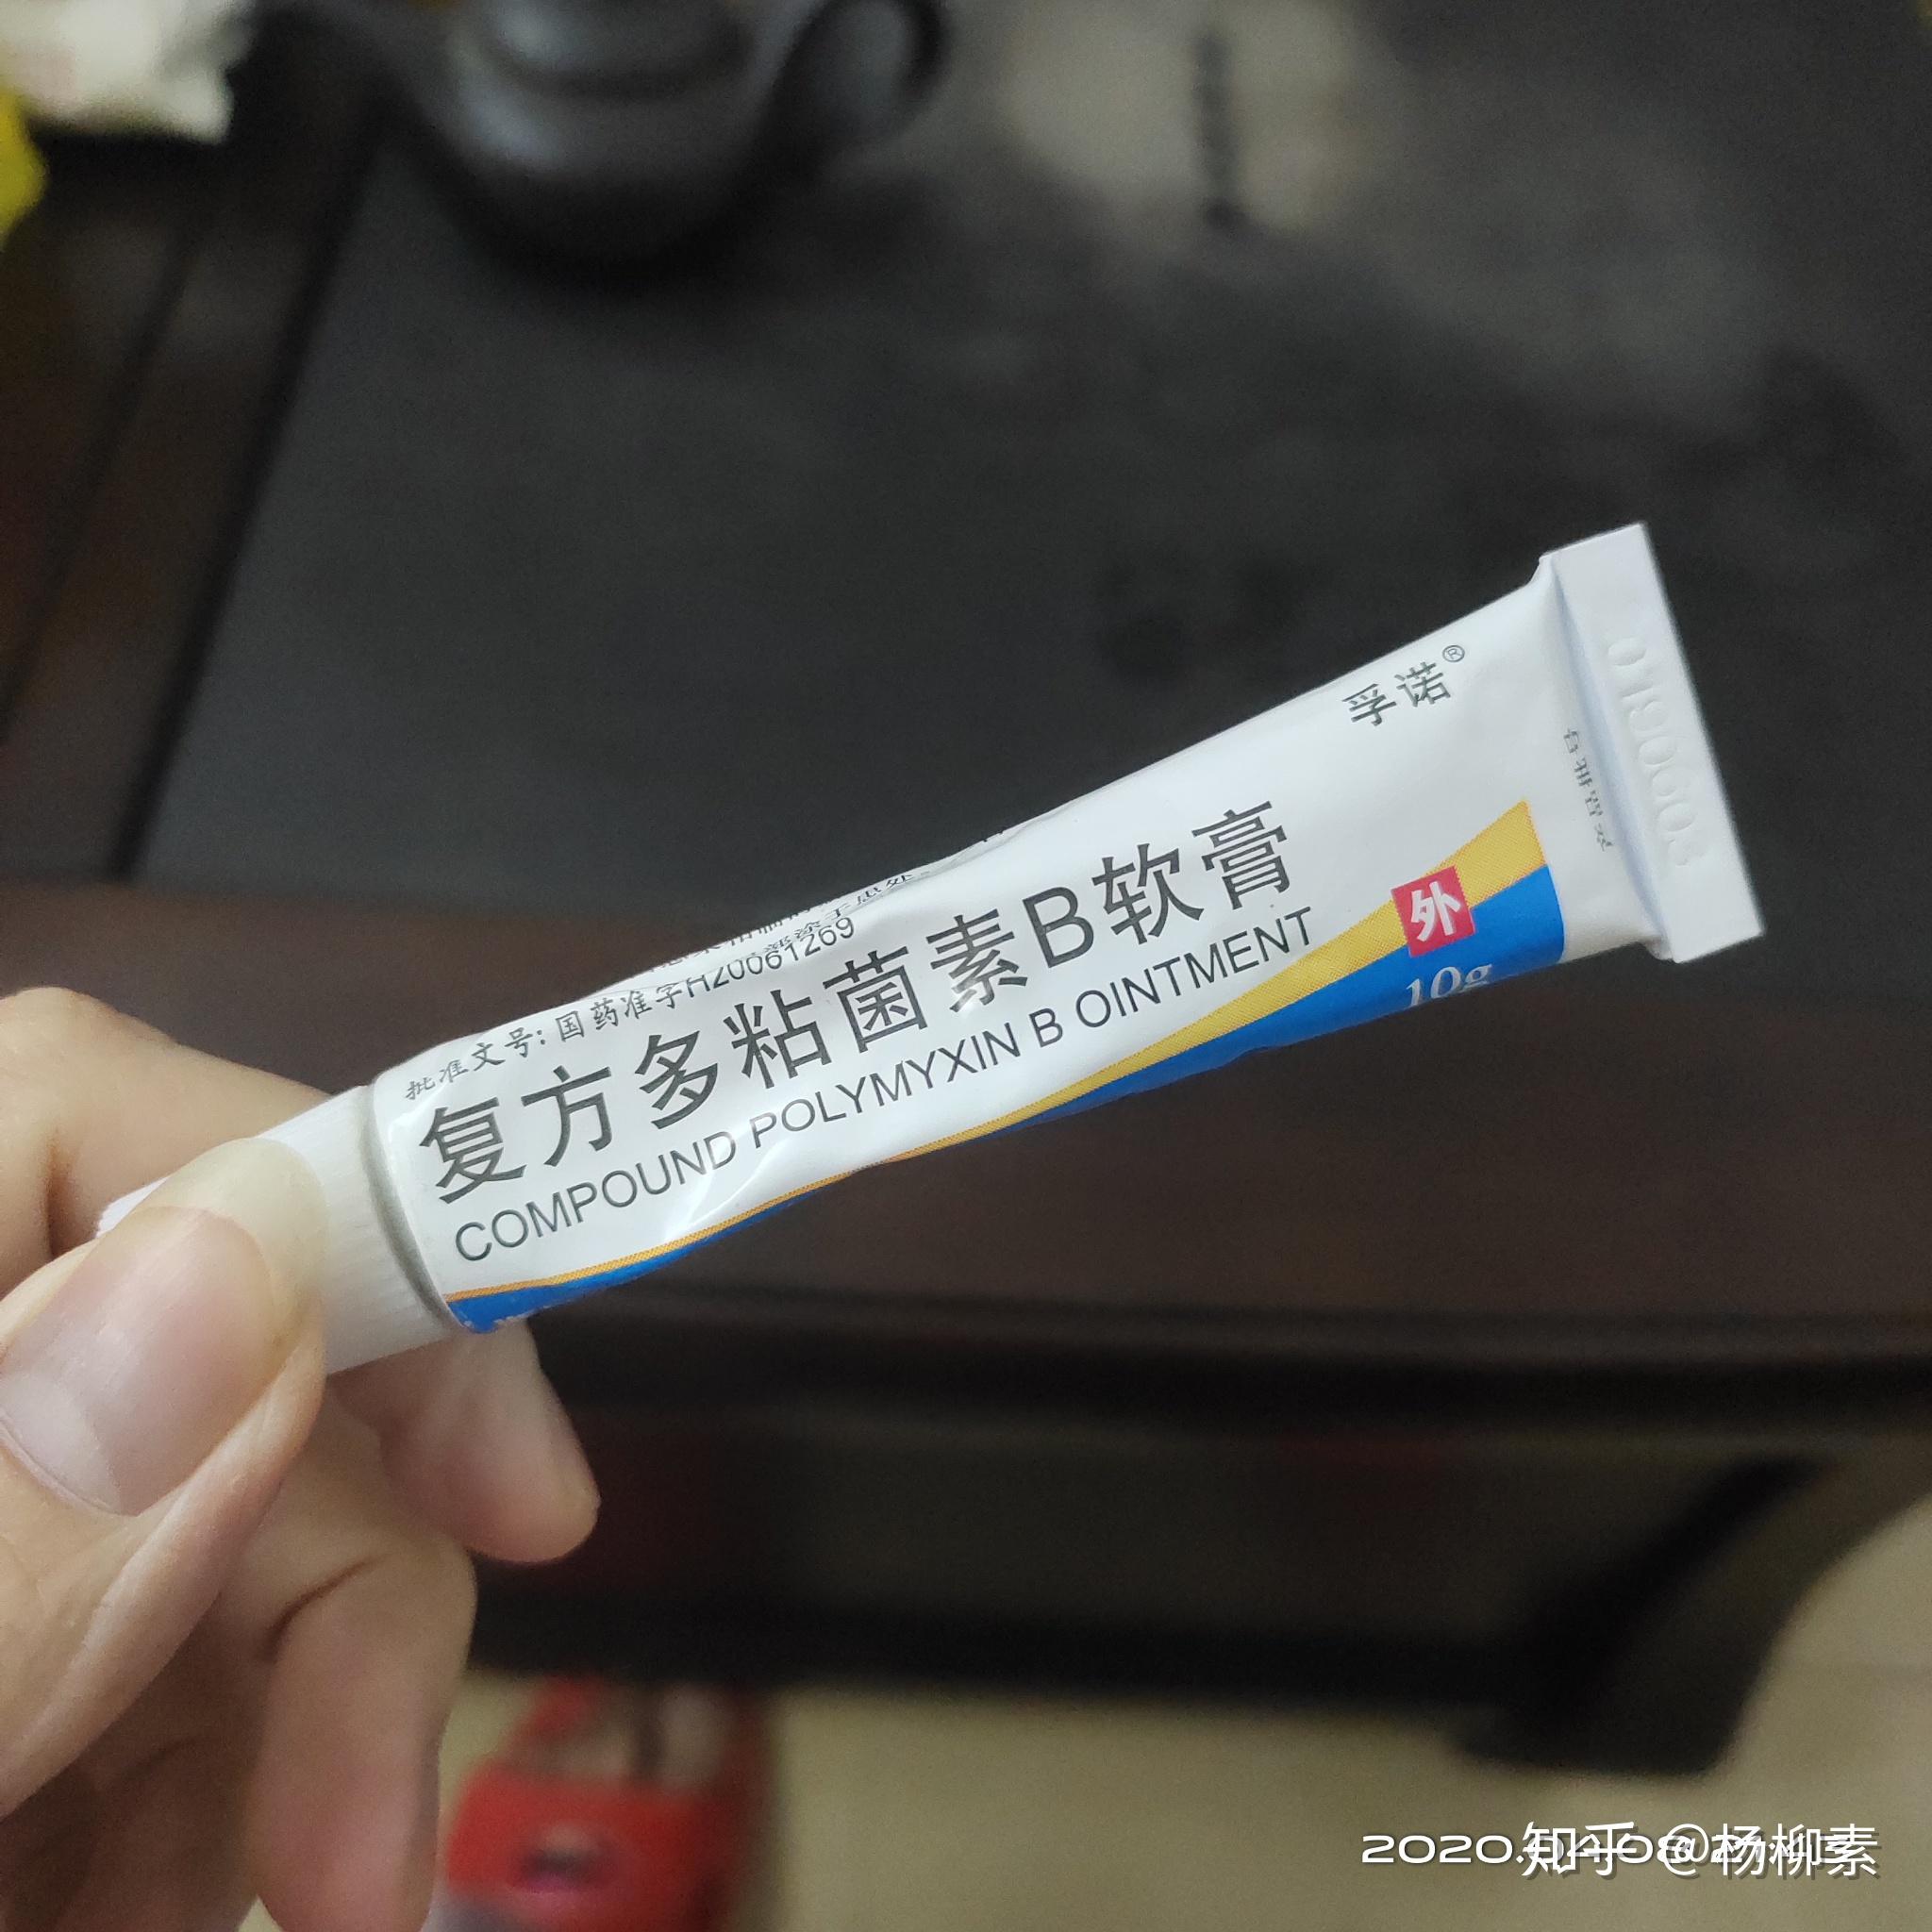 孚诺®
批准文号:国药准字H20061269
复方多粘菌素B软膏
COMPOUND POLYMYXIN B OINTMENT
外
10g
知乎 @杨柳素